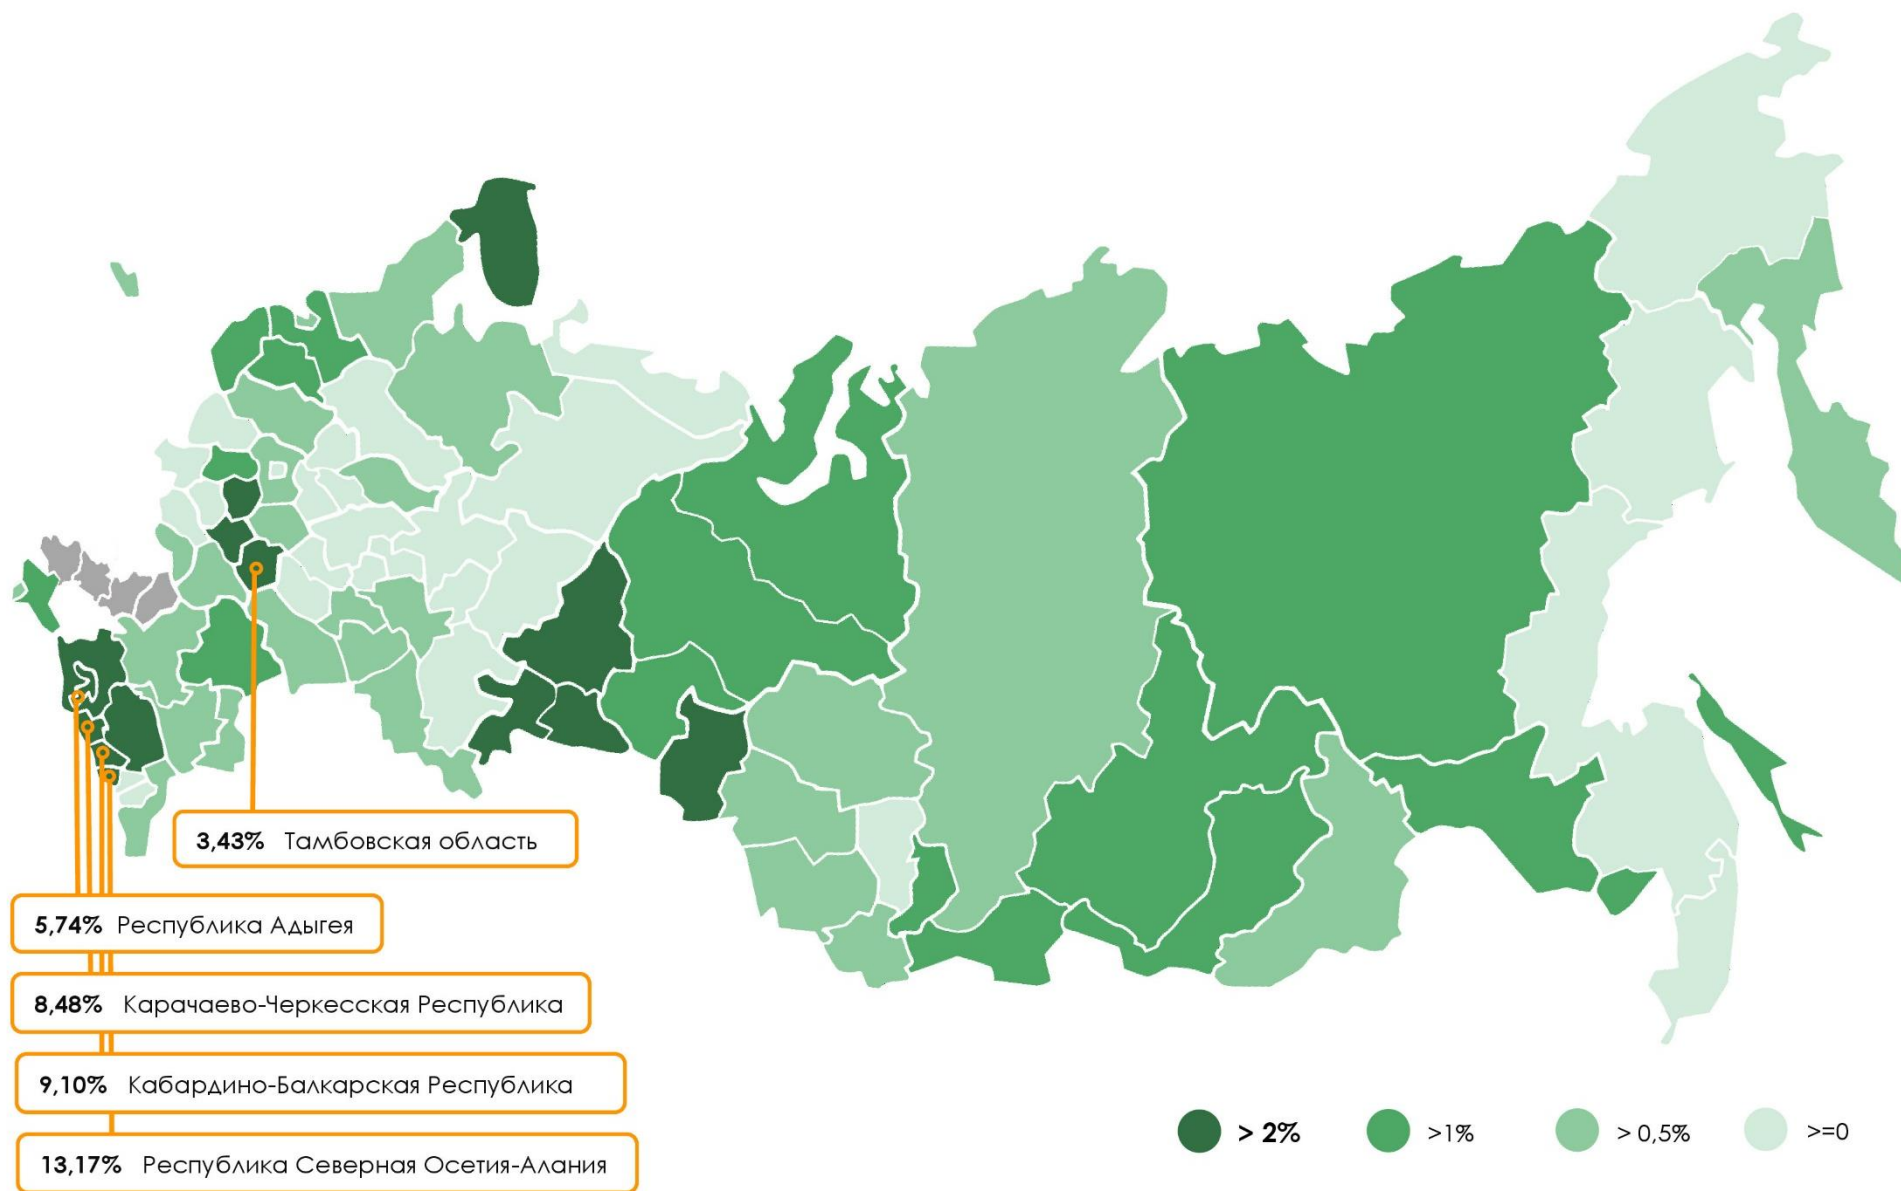 3,43% Тамбовская область
5,74% Республика Адыгея
8,48% Карачаево-Черкесская Республика
9,10% Кабардино-Балкарская Республика
13,17% Республика Северная Осетия-Алания
> 2% >1% > 0,5% >=0